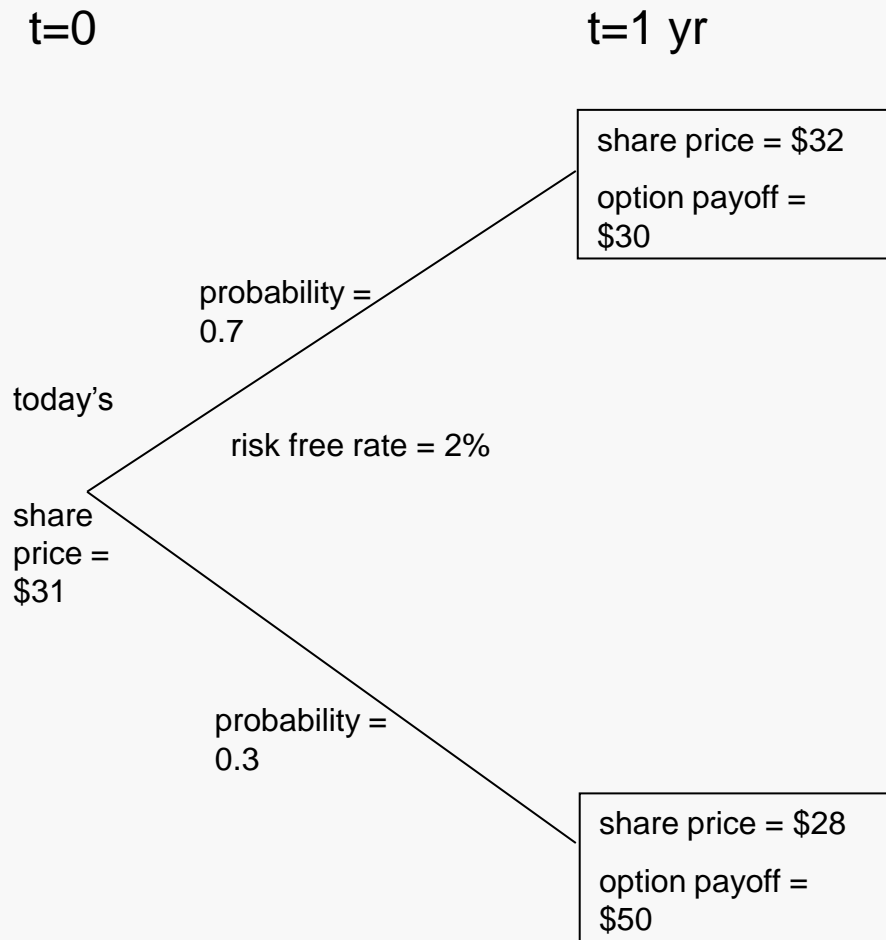 t=0
t=1 yr
share price = $32
option payoff =
$30
probability =
0.7
today's
risk free rate = 2%
share
price =
$31
probability =
0.3
share price = $28
option payoff =
$50